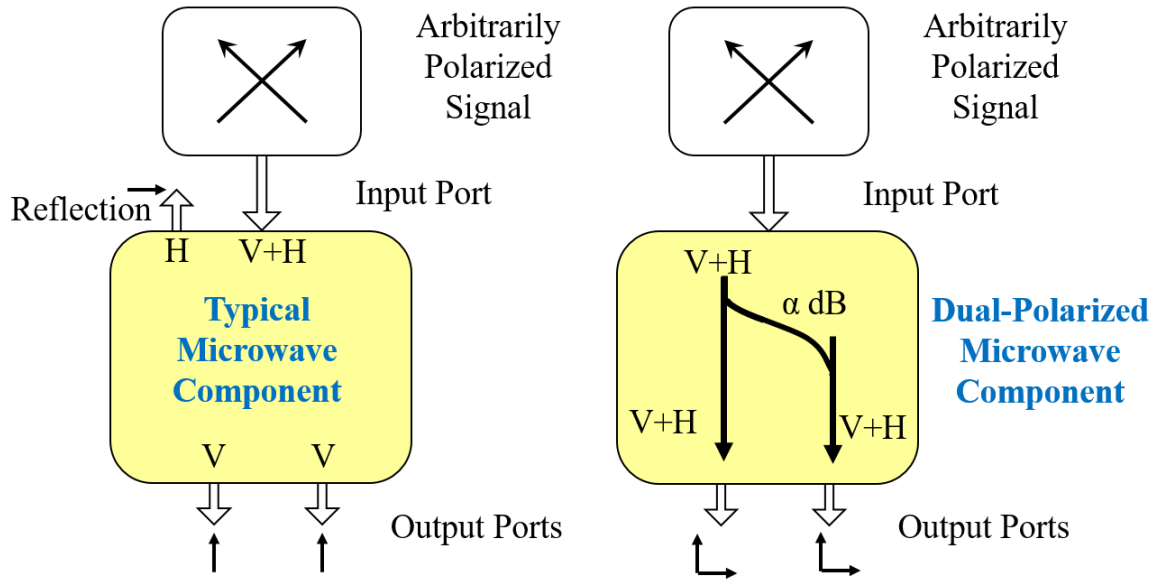 Arbitrarily
Polarized
Signal
Reflection
Input Port
H
V+H
Typical
Microwave
Component
V
V
Output Ports
Arbitrarily
Polarized
Signal
Input Port
V+H
α dB
Dual-Polarized
Microwave
Component
V+H
V+H
Output Ports